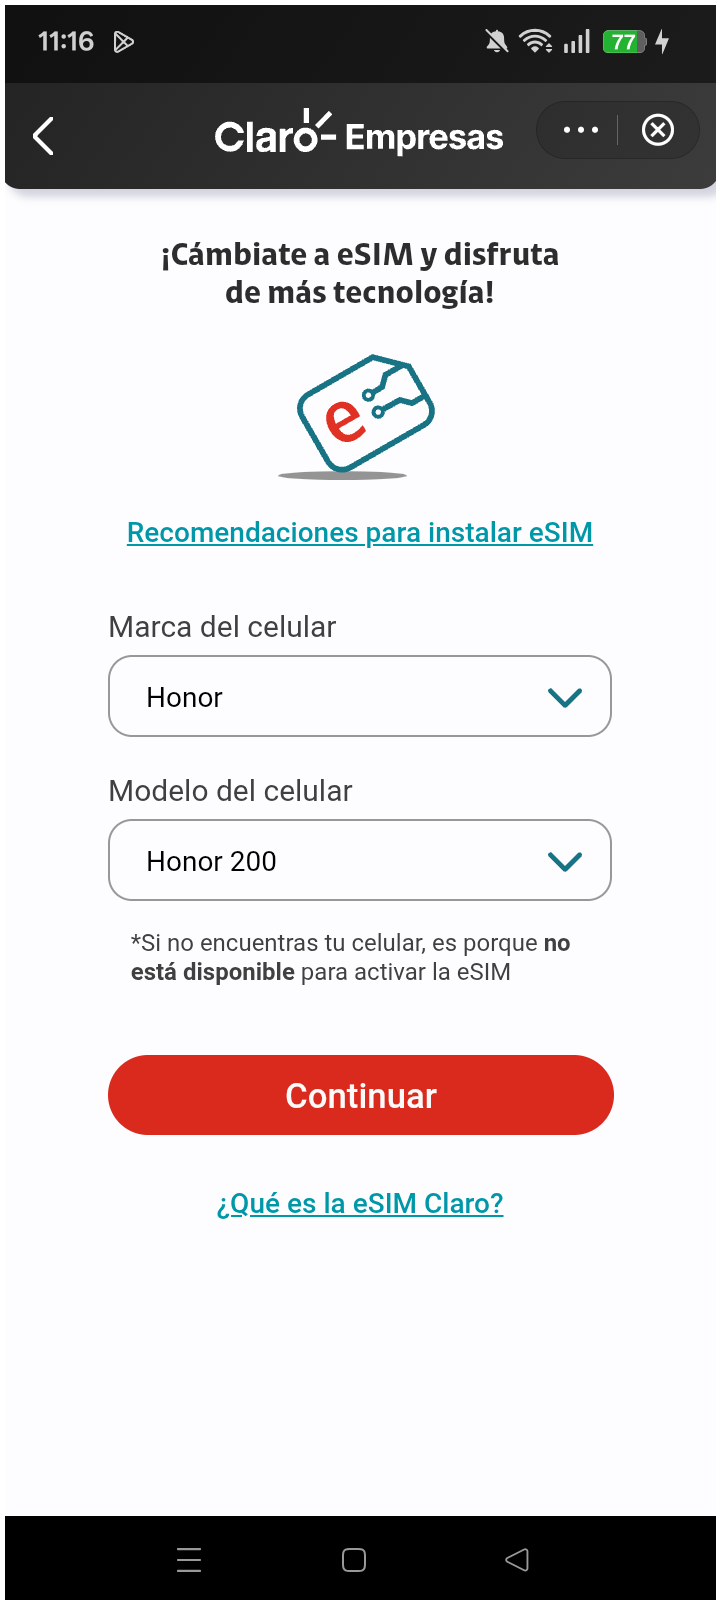 11:16
77
Claro Empresas
¡Cámbiate a eSIM y disfruta
de más tecnología!
e
Recomendaciones para instalar eSIM
Marca del celular
Honor
Modelo del celular
Honor 200
*Si no encuentras tu celular, es porque no
está disponible para activar la eSIM
Continuar
¿Qué es la eSIM Claro?